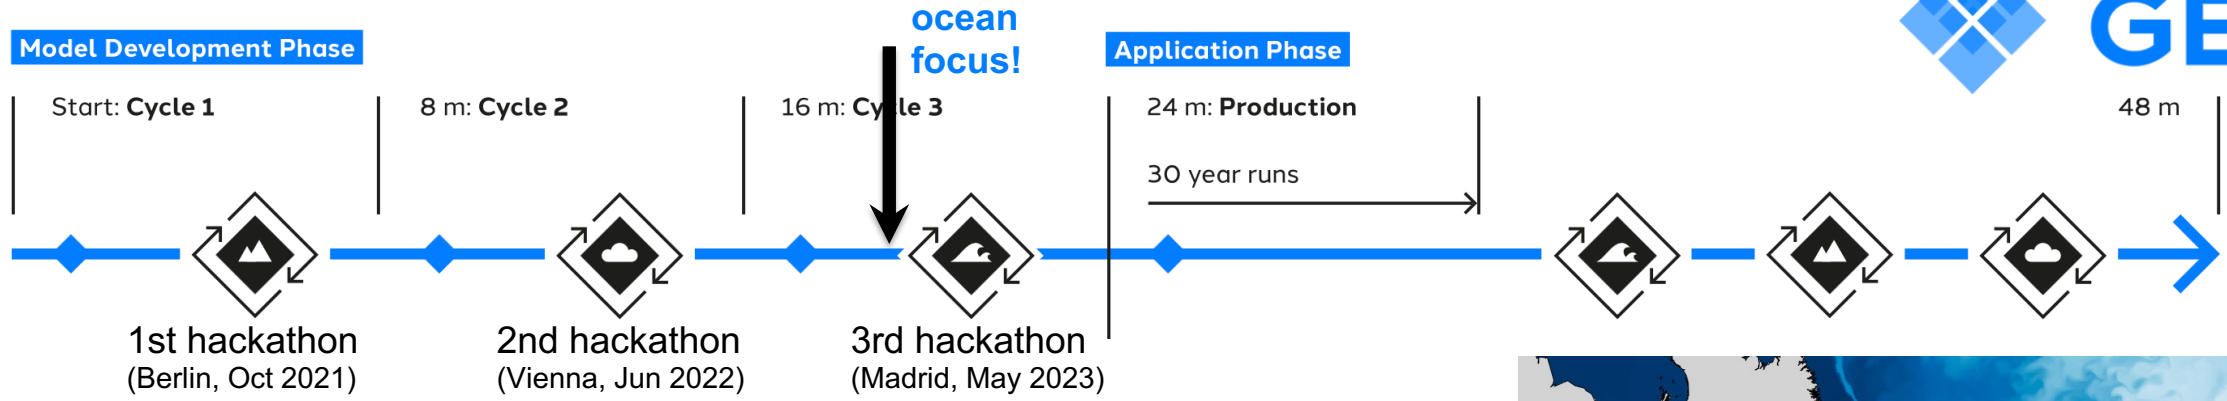 ocean
focus!
Model Development Phase
Application Phase
Start: Cycle 1
8 m: Cycle 2
16 m: Cycle 3
24 m: Production
48 m
30 year runs
1st hackathon
(Berlin, Oct 2021)
2nd hackathon
(Vienna, Jun 2022)
3rd hackathon
(Madrid, May 2023)